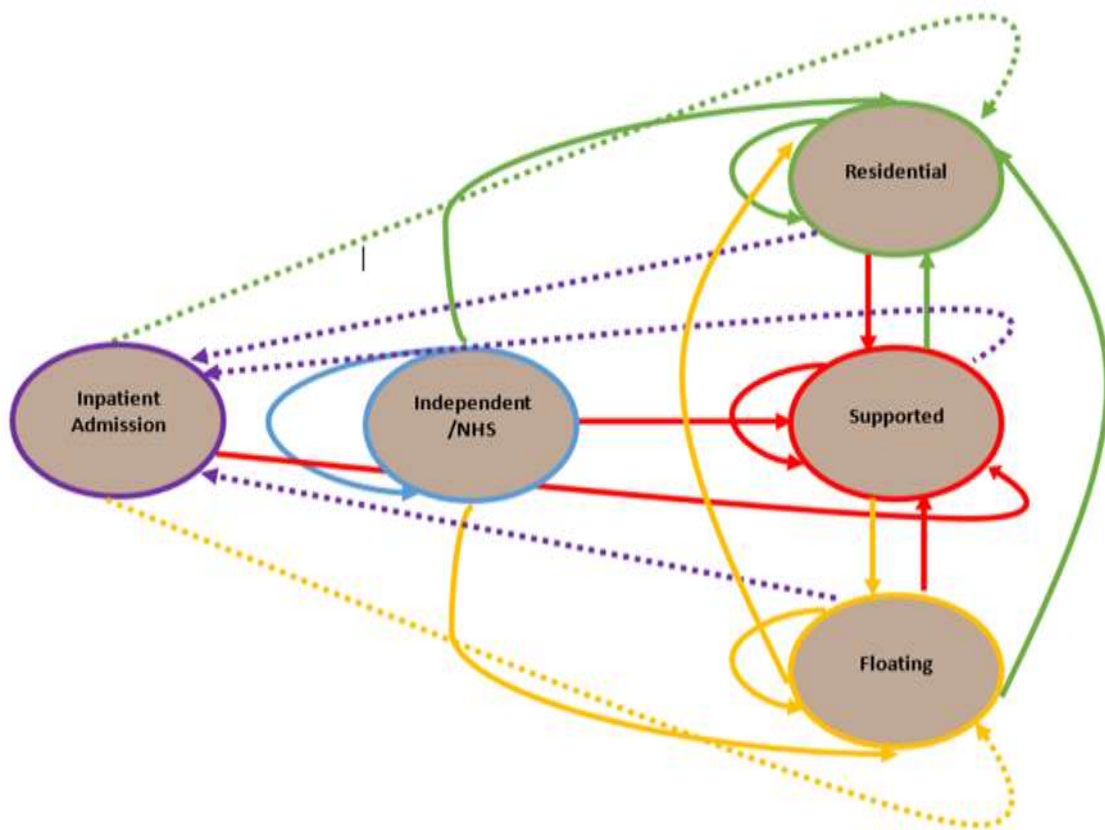 Residential
Inpatient
Admission
Independent
/NHS
Supported
Floating